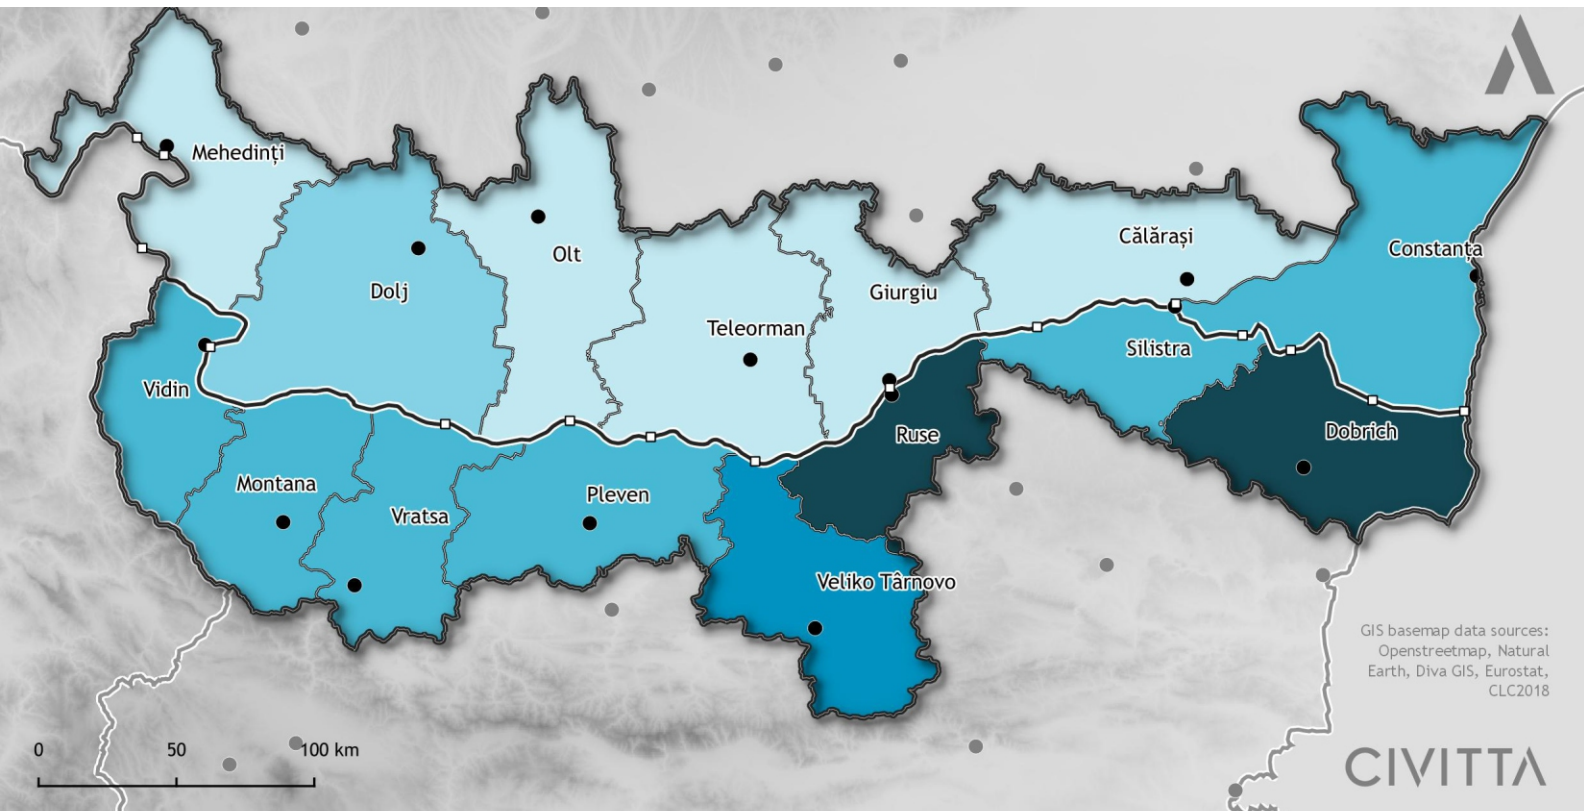 Mehedinți
Olt
Călărași
Constanța
Dolj
Giurgiu
Teleorman
Silistra
Vidin
Ruse
Dobrich
Montana
Pleven
Vratsa
Veliko Târnovo
GIS basemap data sources:
Openstreetmap, Natural
Earth, Diva GIS, Eurostat,
CLC2018
0 50 100 km
CIVITTA